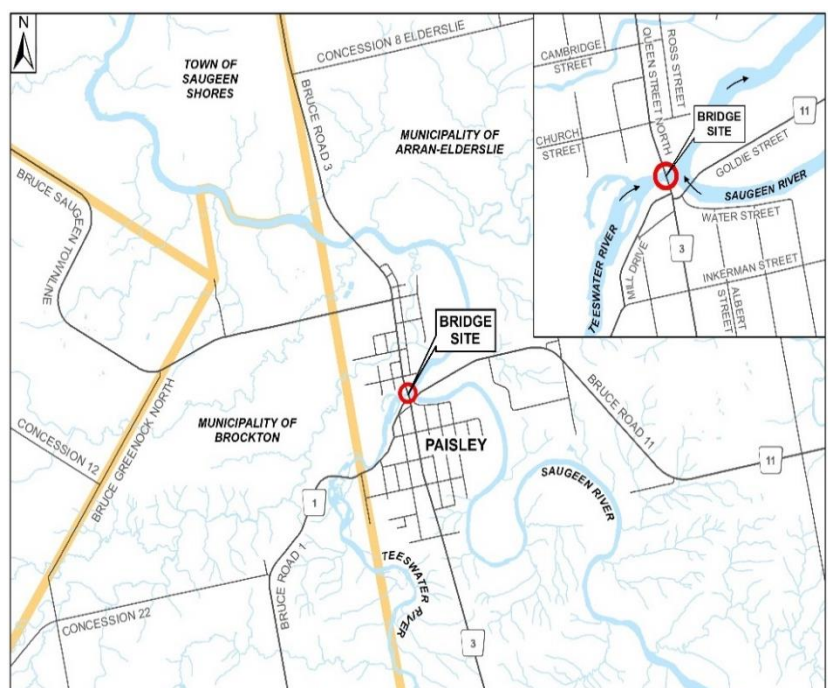 N
TOWN OF
SAUGEEN
SHORES
CONCESSION 8 ELDERSLIE
BRUCE ROAD 3
MUNICIPALITY OF
ARRAN-ELDERSLIE
BRUCE SAUGEEN TOWNLINE
BRIDGE
SITE
MUNICIPALITY OF
BROCKTON
PAISLEY
BRUCE ROAD 11
11
CONCESSION 12
BRUCE GREENOCK NORTH
SAUGEEN RIVER
1
BRUCE ROAD 1
TEESWATER
RIVER
CONCESSION 22
3
CAMBRIDGE
STREET
QUEEN STREET NORTH
ROSS STREET
BRIDGE
SITE
11
CHURCH
STREET
GOLDIE STREET
SAUGEEN RIVER
WATER STREET
TEESWATER RIVER
MILL DRIVE
3
INKERMAN STREET
ALBERT
STREET